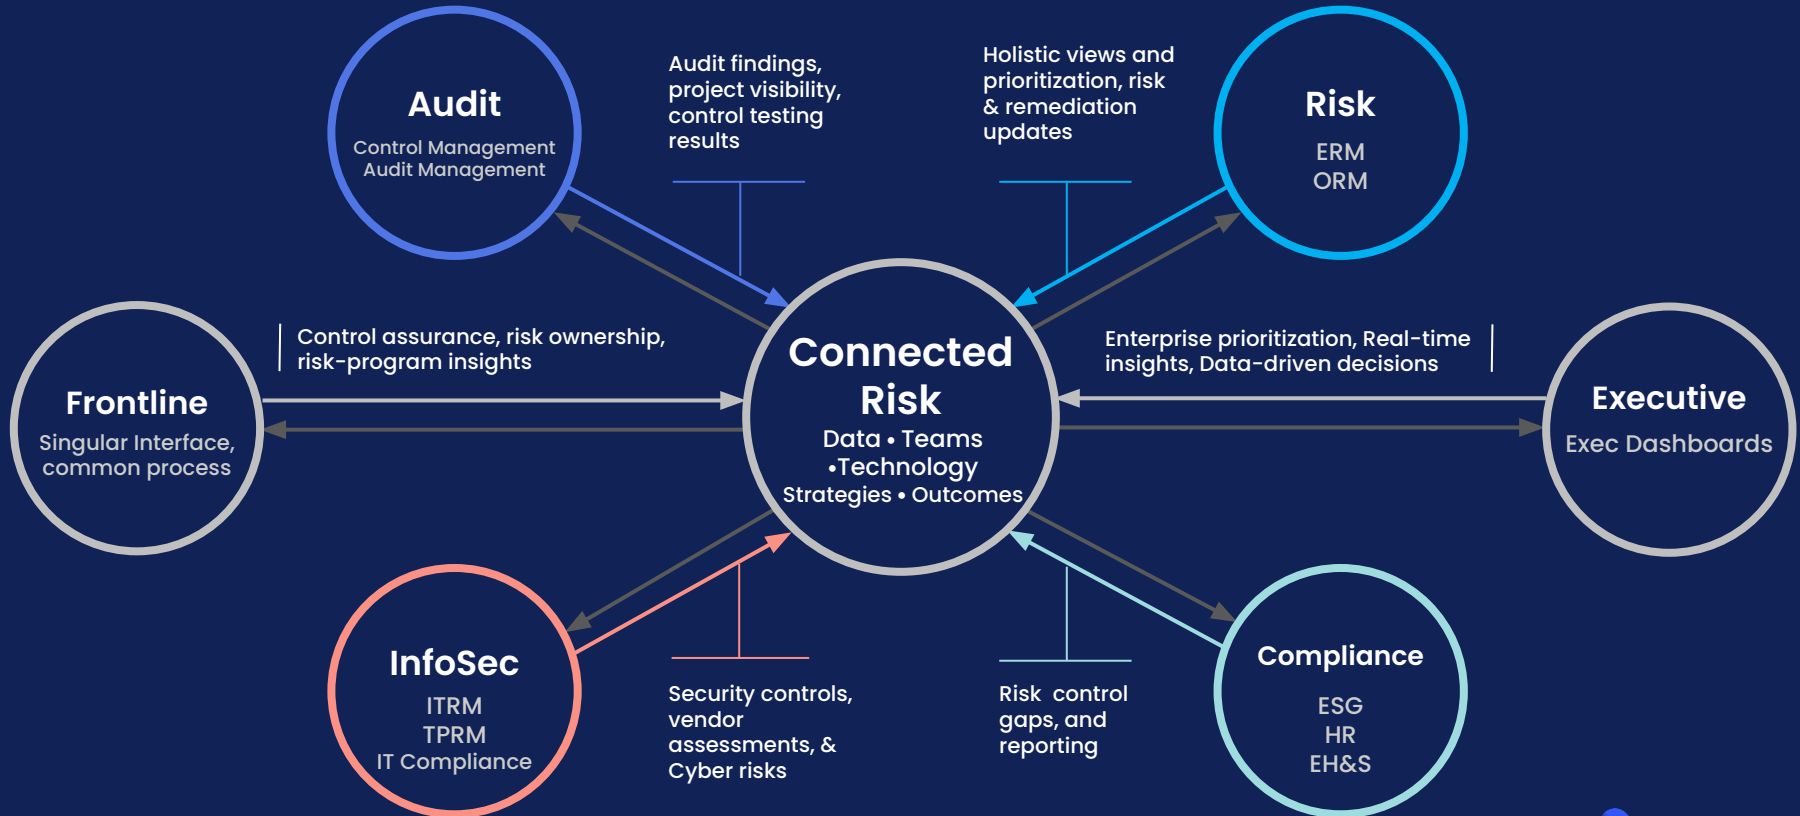 Audit
Control Management
Audit Management
Audit findings,
project visibility,
control testing
results
Holistic views and
prioritization, risk
& remediation
updates
Risk
ERM
ORM
Frontline
Singular Interface,
common process
Control assurance, risk ownership,
risk-program insights
Connected
Risk
Data • Teams
•Technology
Strategies • Outcomes
Enterprise prioritization, Real-time
insights, Data-driven decisions
Executive
Exec Dashboards
InfoSec
ITRM
TPRM
IT Compliance
Security controls,
vendor
assessments, &
Cyber risks
Risk  control
gaps, and
reporting
Compliance
ESG
HR
EH&S